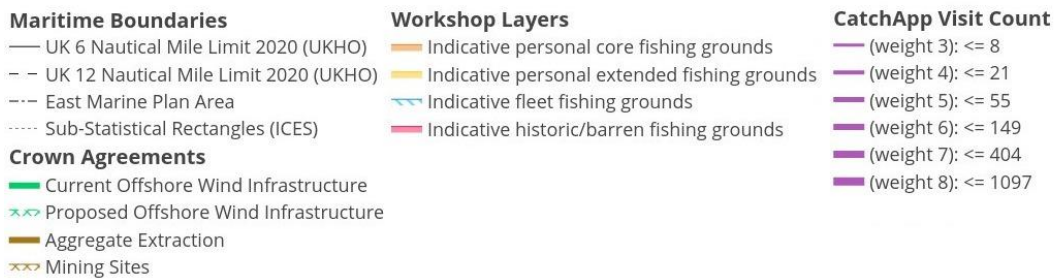 Maritime Boundaries
UK 6 Nautical Mile Limit 2020 (UKHO)
UK 12 Nautical Mile Limit 2020 (UKHO)
East Marine Plan Area
Sub-Statistical Rectangles (ICES)
Crown Agreements
Current Offshore Wind Infrastructure
Proposed Offshore Wind Infrastructure
Aggregate Extraction
Mining Sites
Workshop Layers
Indicative personal core fishing grounds
Indicative personal extended fishing grounds
Indicative fleet fishing grounds
Indicative historic/barren fishing grounds
CatchApp Visit Count
(weight 3): <= 8
(weight 4): <= 21
(weight 5): <= 55
(weight 6): <= 149
(weight 7): <= 404
(weight 8): <= 1097